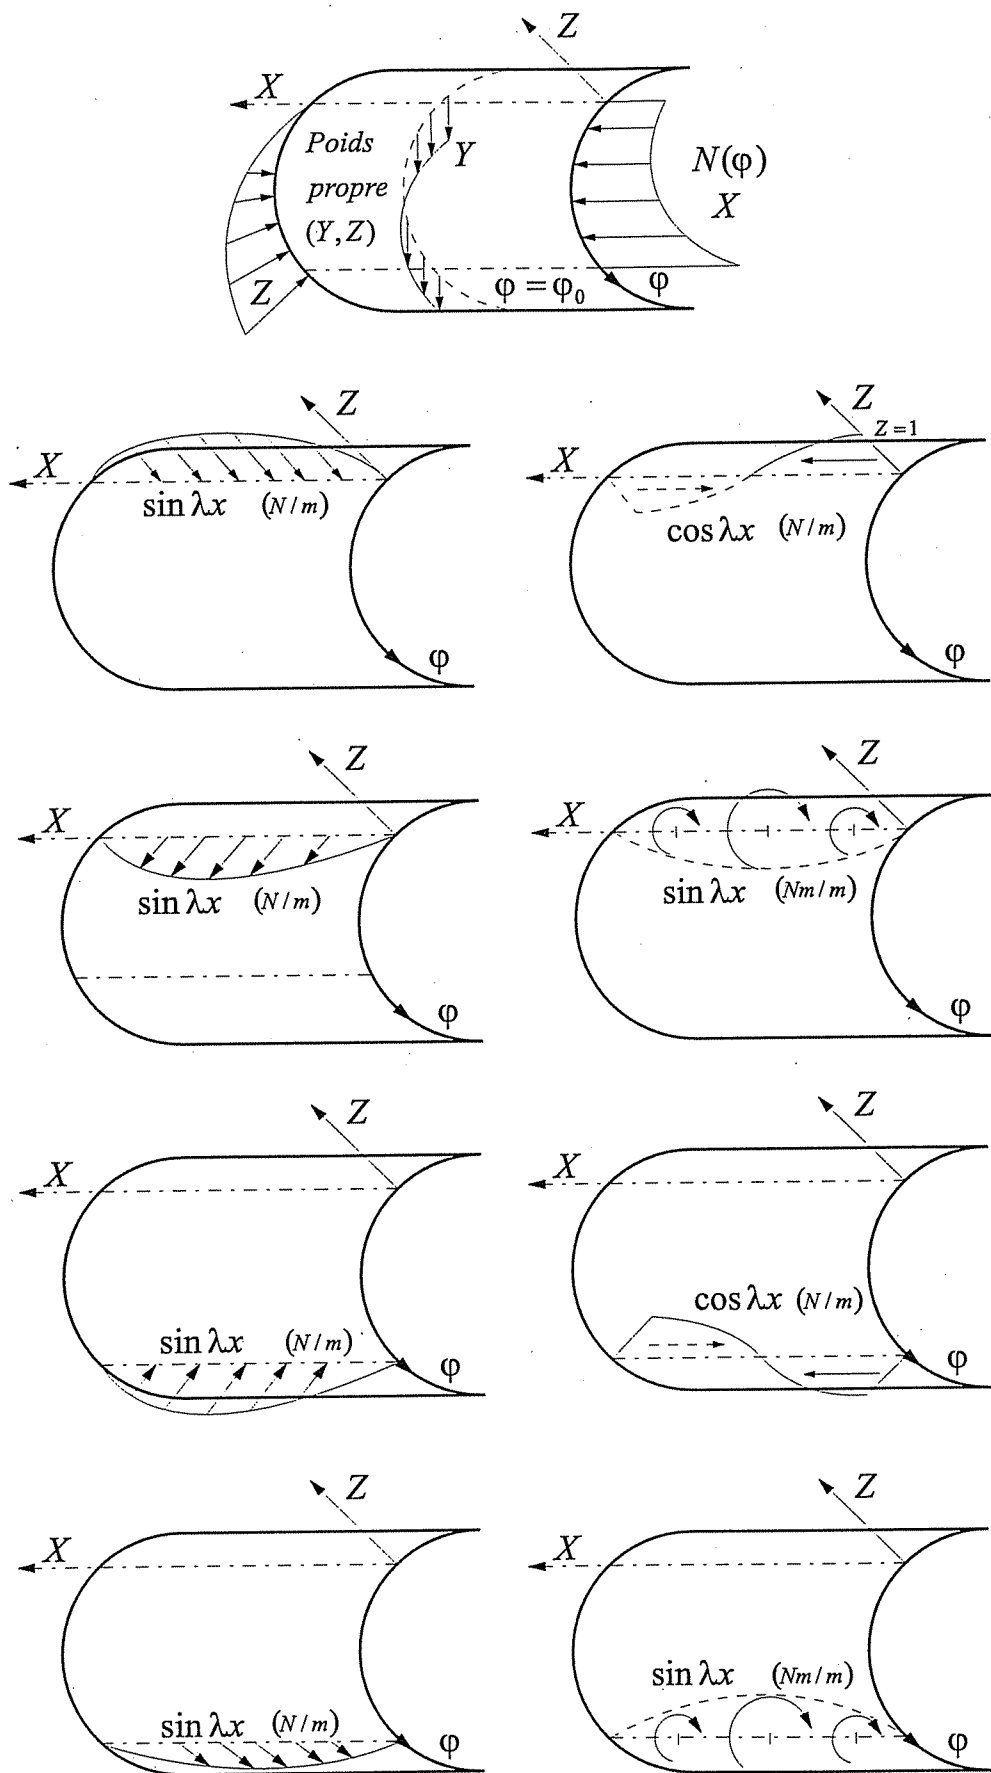 Z
X
Poids
propre
(Y, Z)
Y
N(φ)
X
Z
φ = φ₀
φ
Z
X
sin λx (N/m)
φ
Z
Z=1
X
cos λx (N/m)
φ
Z
X
sin λx (N/m)
φ
Z
X
sin λx (Nm/m)
φ
Z
X
sin λx (N/m)
φ
Z
X
cos λx (N/m)
φ
Z
X
sin λx (N/m)
φ
Z
X
sin λx (Nm/m)
φ